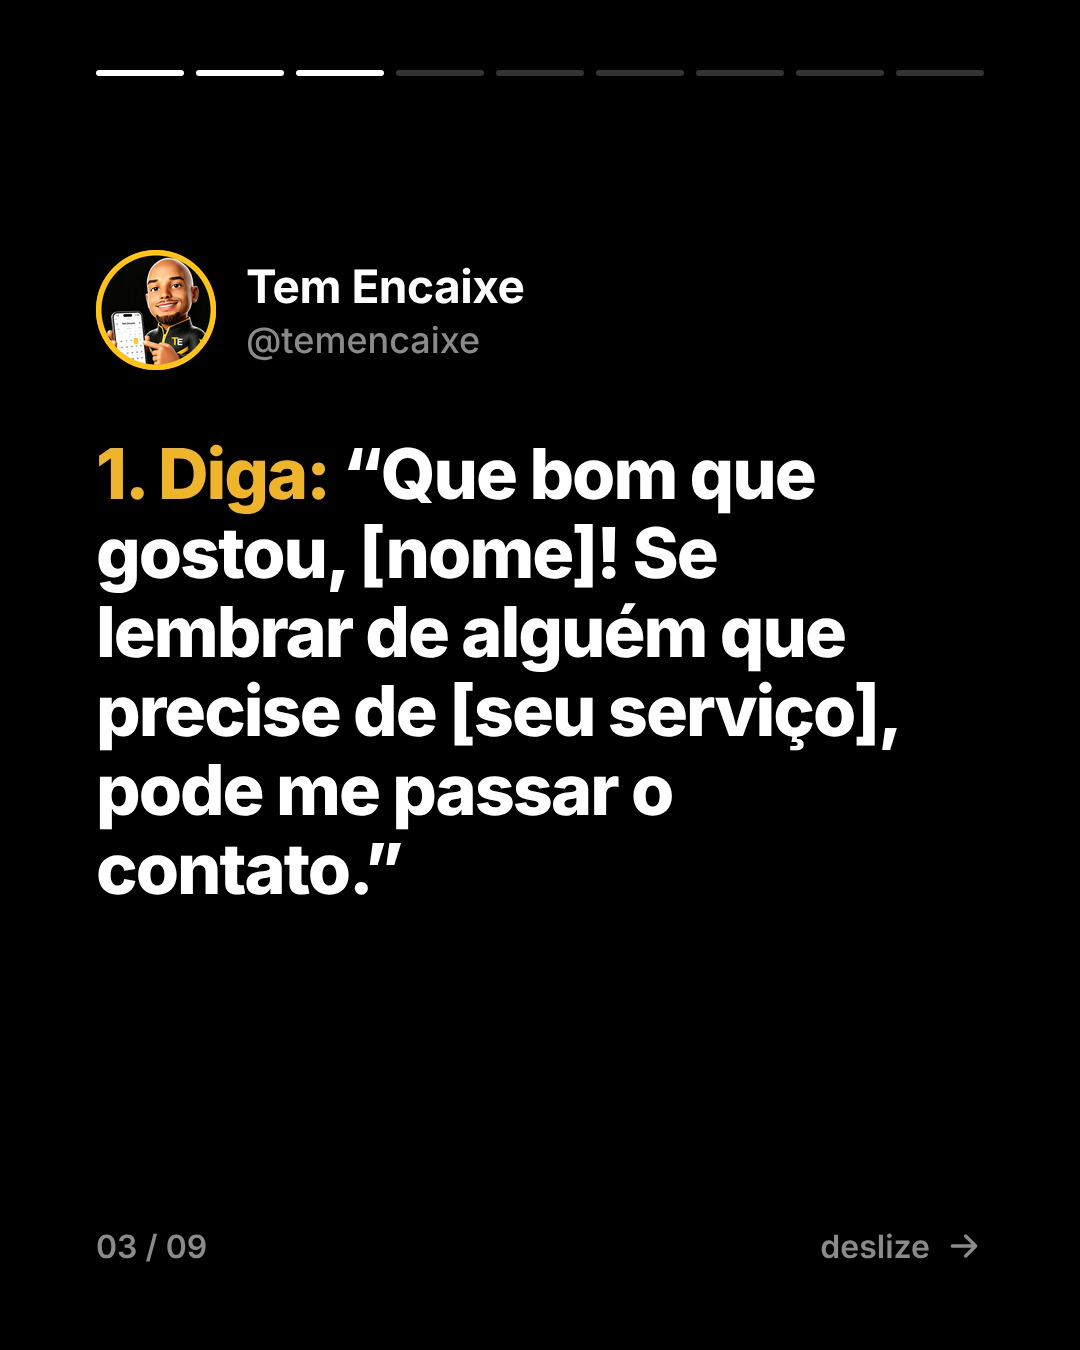 Tem Encaixe
@temencaixe
1. Diga: “Que bom que
gostou, [nome]! Se
lembrar de alguém que
precise de [seu serviço],
pode me passar o
contato.”
03 / 09
deslize →
TE